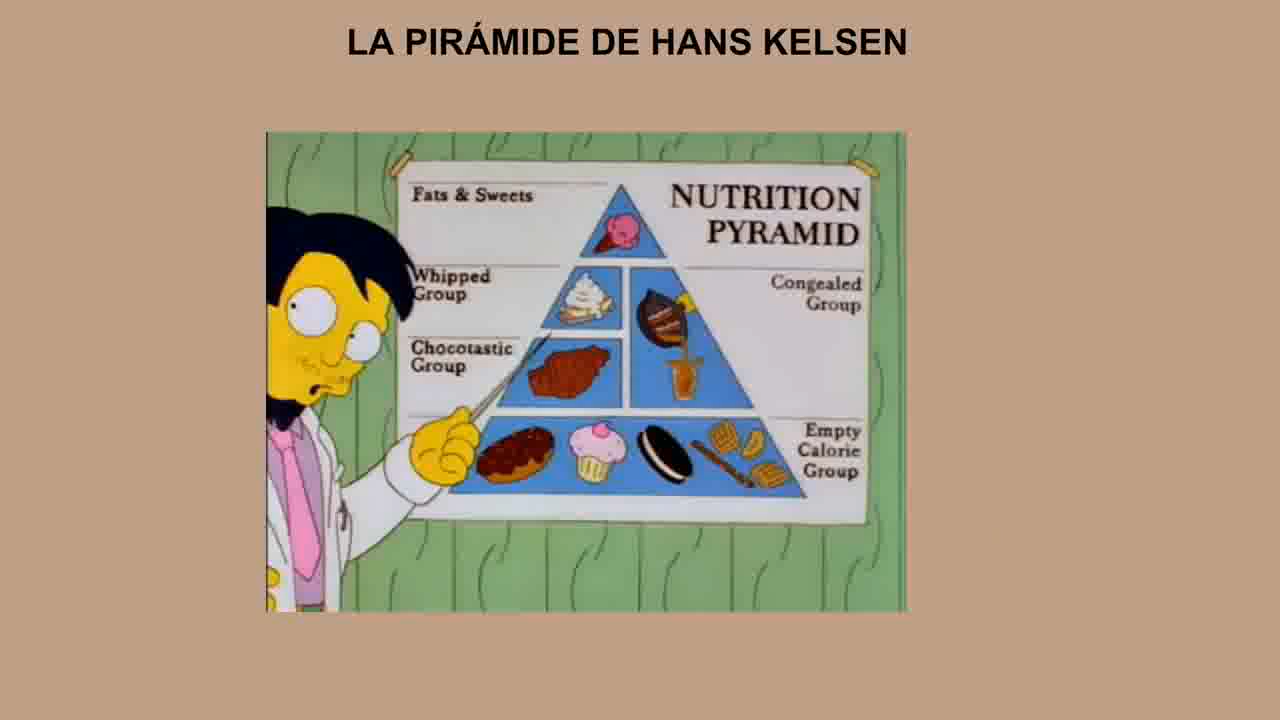 LA PIRÁMIDE DE HANS KELSEN
Fats & Sweets
NUTRITION
PYRAMID
Whipped
Group
Congealed
Group
Chocotastic
Group
Empty
Calorie
Group